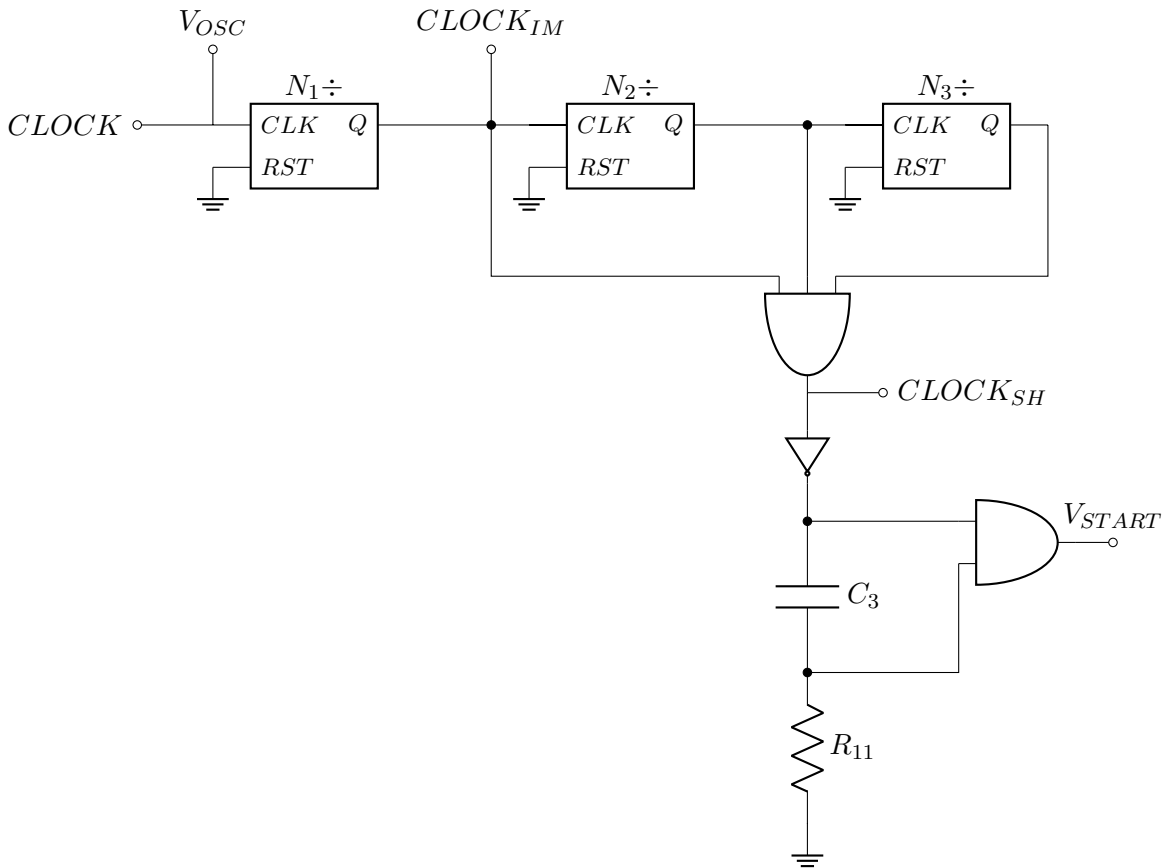 V_OSC
CLOCK_IM
N_1÷
N_2÷
N_3÷
CLOCK
CLK Q
RST
CLK Q
RST
CLK Q
RST
CLOCK_SH
V_START
C_3
R_11